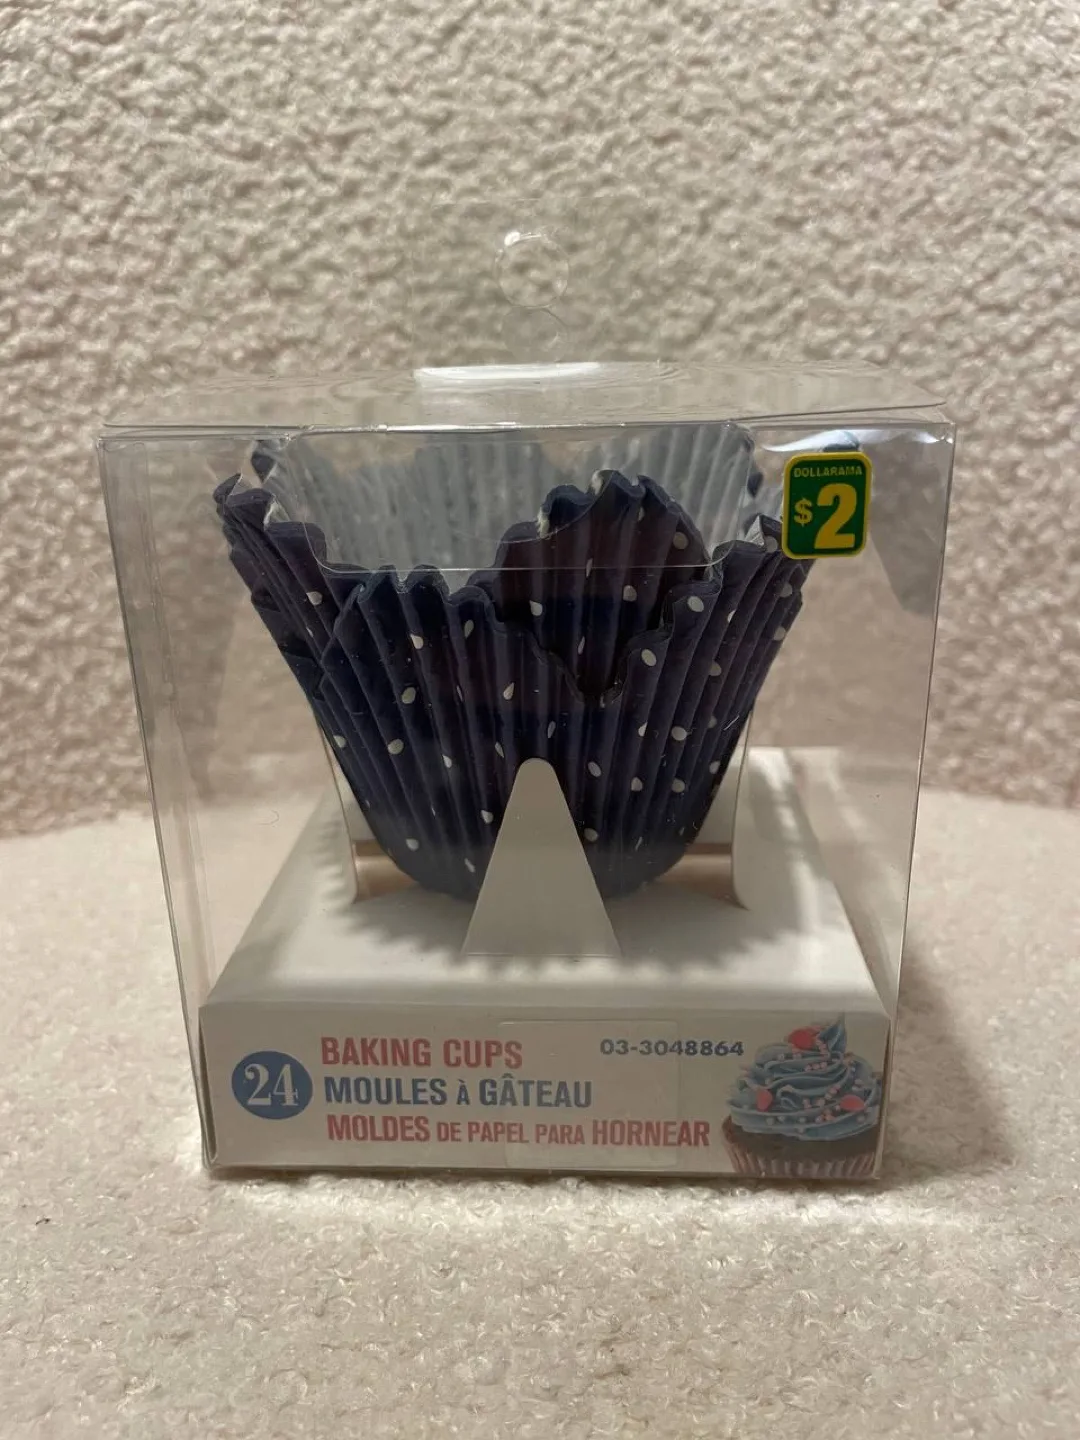 DOLLARAMA
$2
24
BAKING CUPS
03-3048864
MOULES À GÂTEAU
MOLDES DE PAPEL PARA HORNEAR